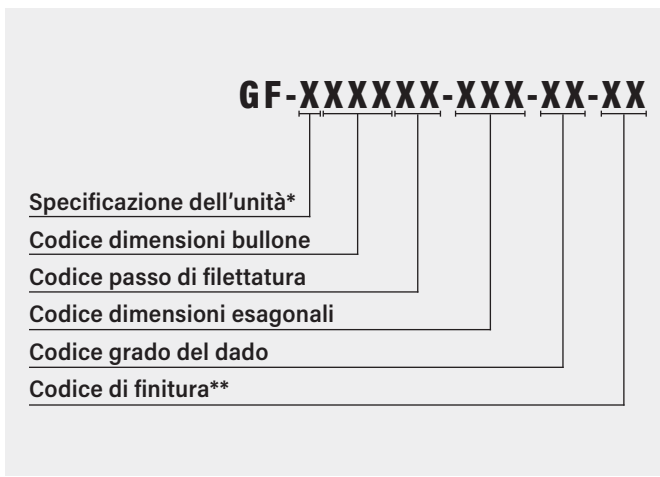 GF-XXXXXX-XXX-XX-XX
Specificazione dell'unità*
Codice dimensioni bullone
Codice passo di filettatura
Codice dimensioni esagonali
Codice grado del dado
Codice di finitura**